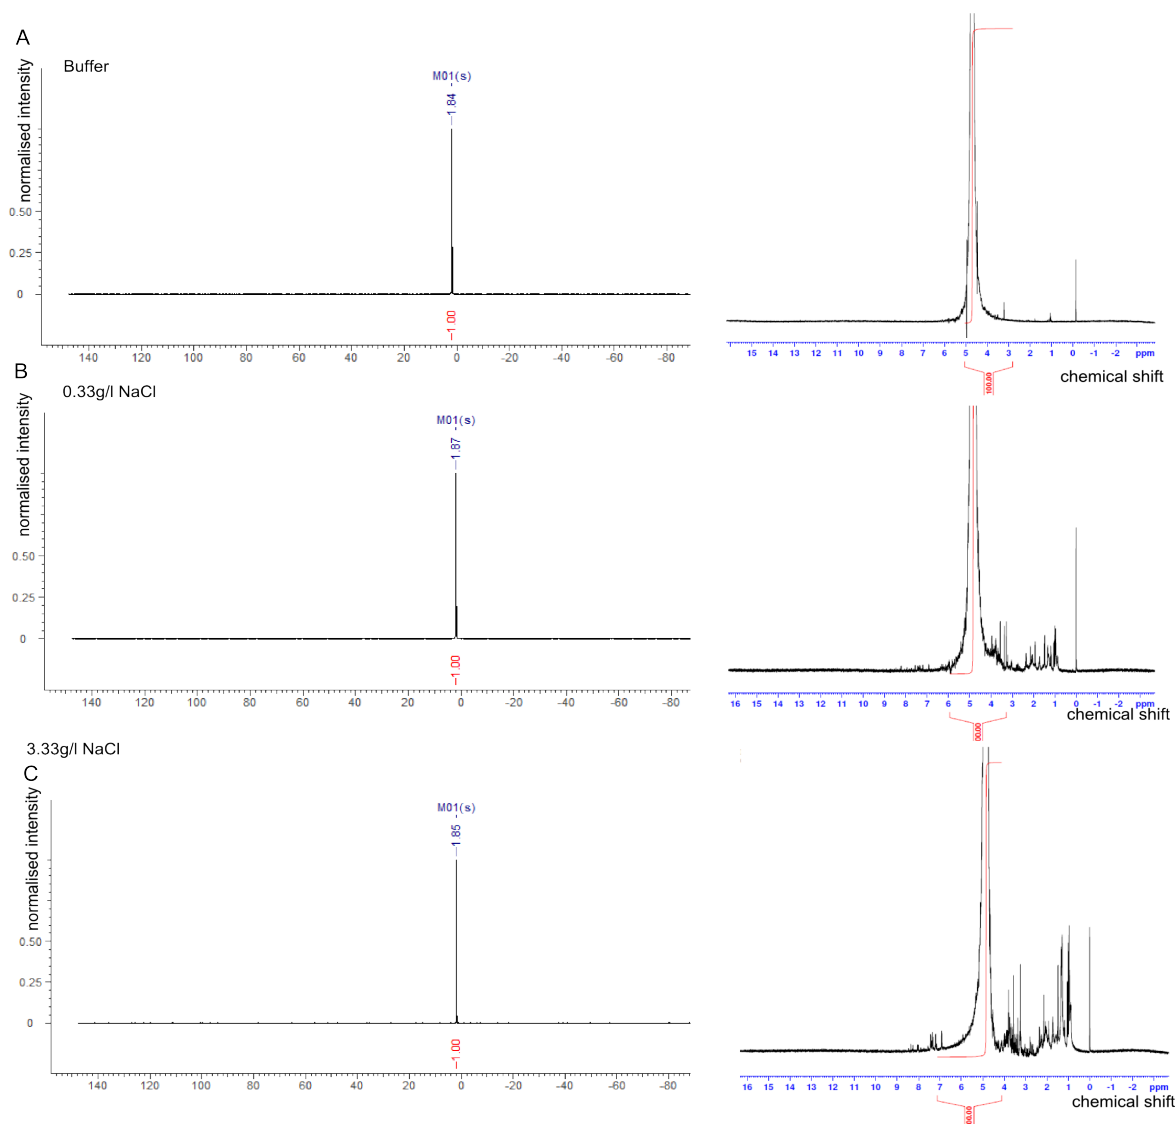 A
Buffer
normalised intensity
M01(s)
1.84
0.50
0.25
0
1.00
140 120 100 80 60 40 20 0 -20 -40 -60 -80
15 14 13 12 11 10 9 8 7 6 5 4 3 2 1 0 -1 -2 ppm
100.00
chemical shift
B
0.33g/l NaCl
normalised intensity
M01(s)
1.87
0.50
0.25
0
1.00
140 120 100 80 60 40 20 0 -20 -40 -60 -80
16 15 14 13 12 11 10 9 8 7 6 5 4 3 2 1 0 -1 -2 ppm
00.00
chemical shift
3.33g/l NaCl
C
normalised intensity
M01(s)
1.85
0.50
0.25
0
1.00
140 120 100 80 60 40 20 0 -20 -40 -60 -80
16 15 14 13 12 11 10 9 8 7 6 5 4 3 2 1 0 -1 -2 ppm
00.00
chemical shift